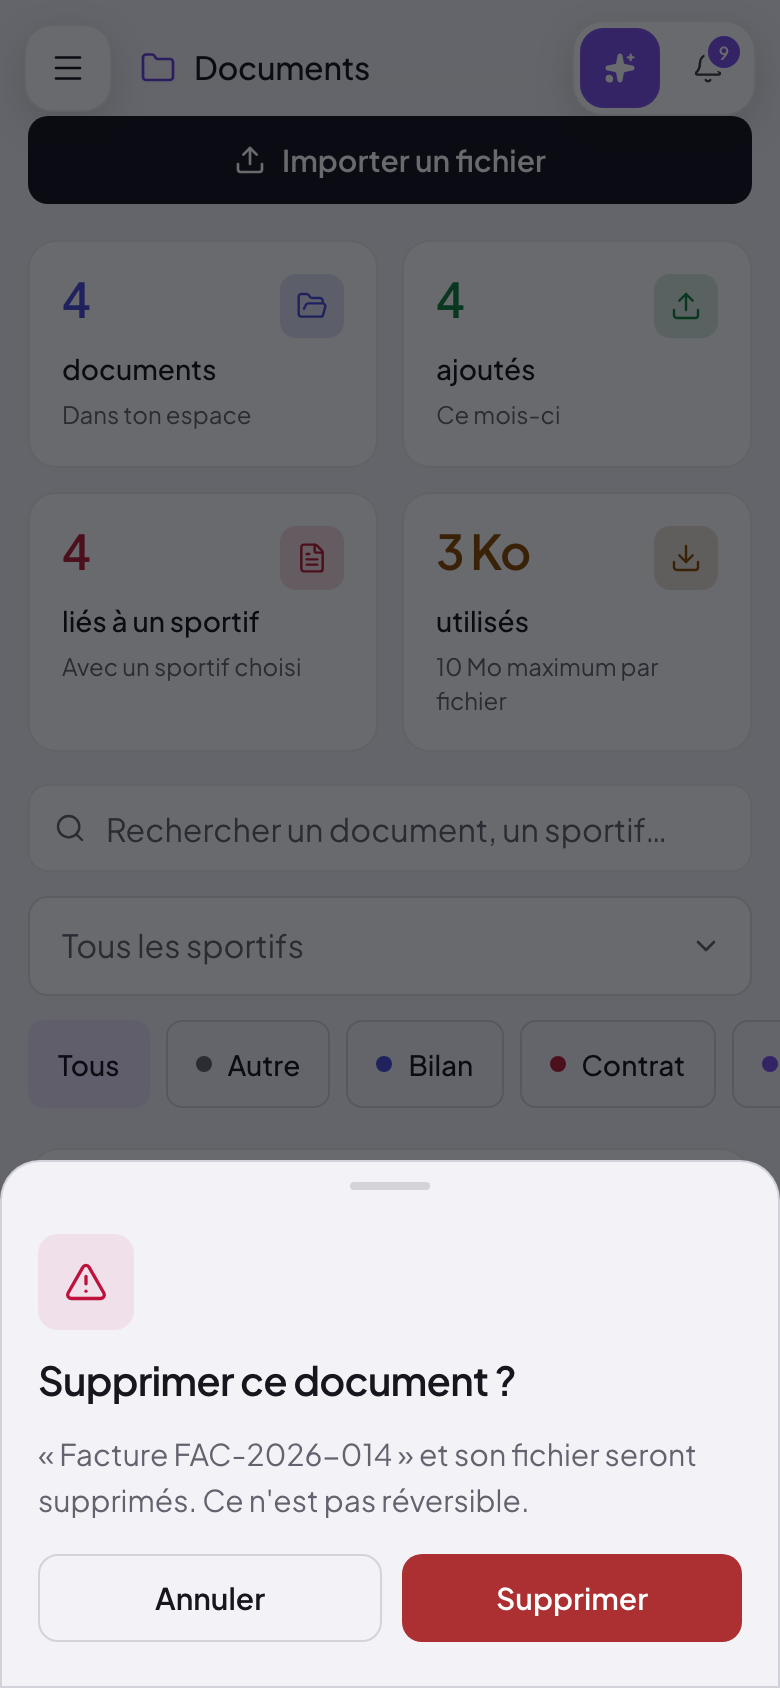 Documents
9
Importer un fichier
4
documents
Dans ton espace
4
ajoutés
Ce mois-ci
4
liés à un sportif
Avec un sportif choisi
3 Ko
utilisés
10 Mo maximum par
fichier
Rechercher un document, un sportif…
Tous les sportifs
Tous
Autre
Bilan
Contrat
Supprimer ce document ?
« Facture FAC-2026-014 » et son fichier seront
supprimés. Ce n'est pas réversible.
Annuler
Supprimer